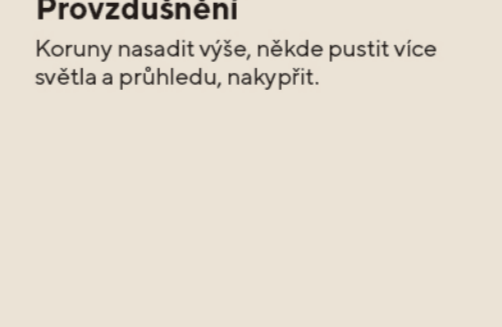 Provzdušnění
Koruny nasadit výše, někde pustit více
světla a průhledu, nakypřit.